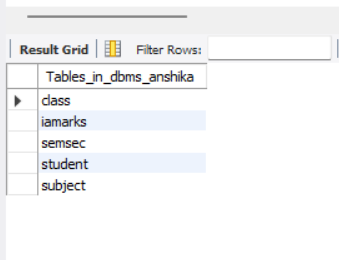 Result Grid Filter Rows:
Tables_in_dbms_anshika
class
iamarks
semsec
student
subject